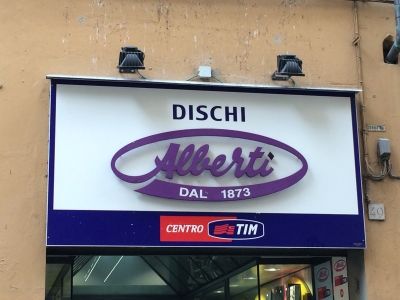 DISCHI
Alberti
DAL 1873
CENTRO TIM